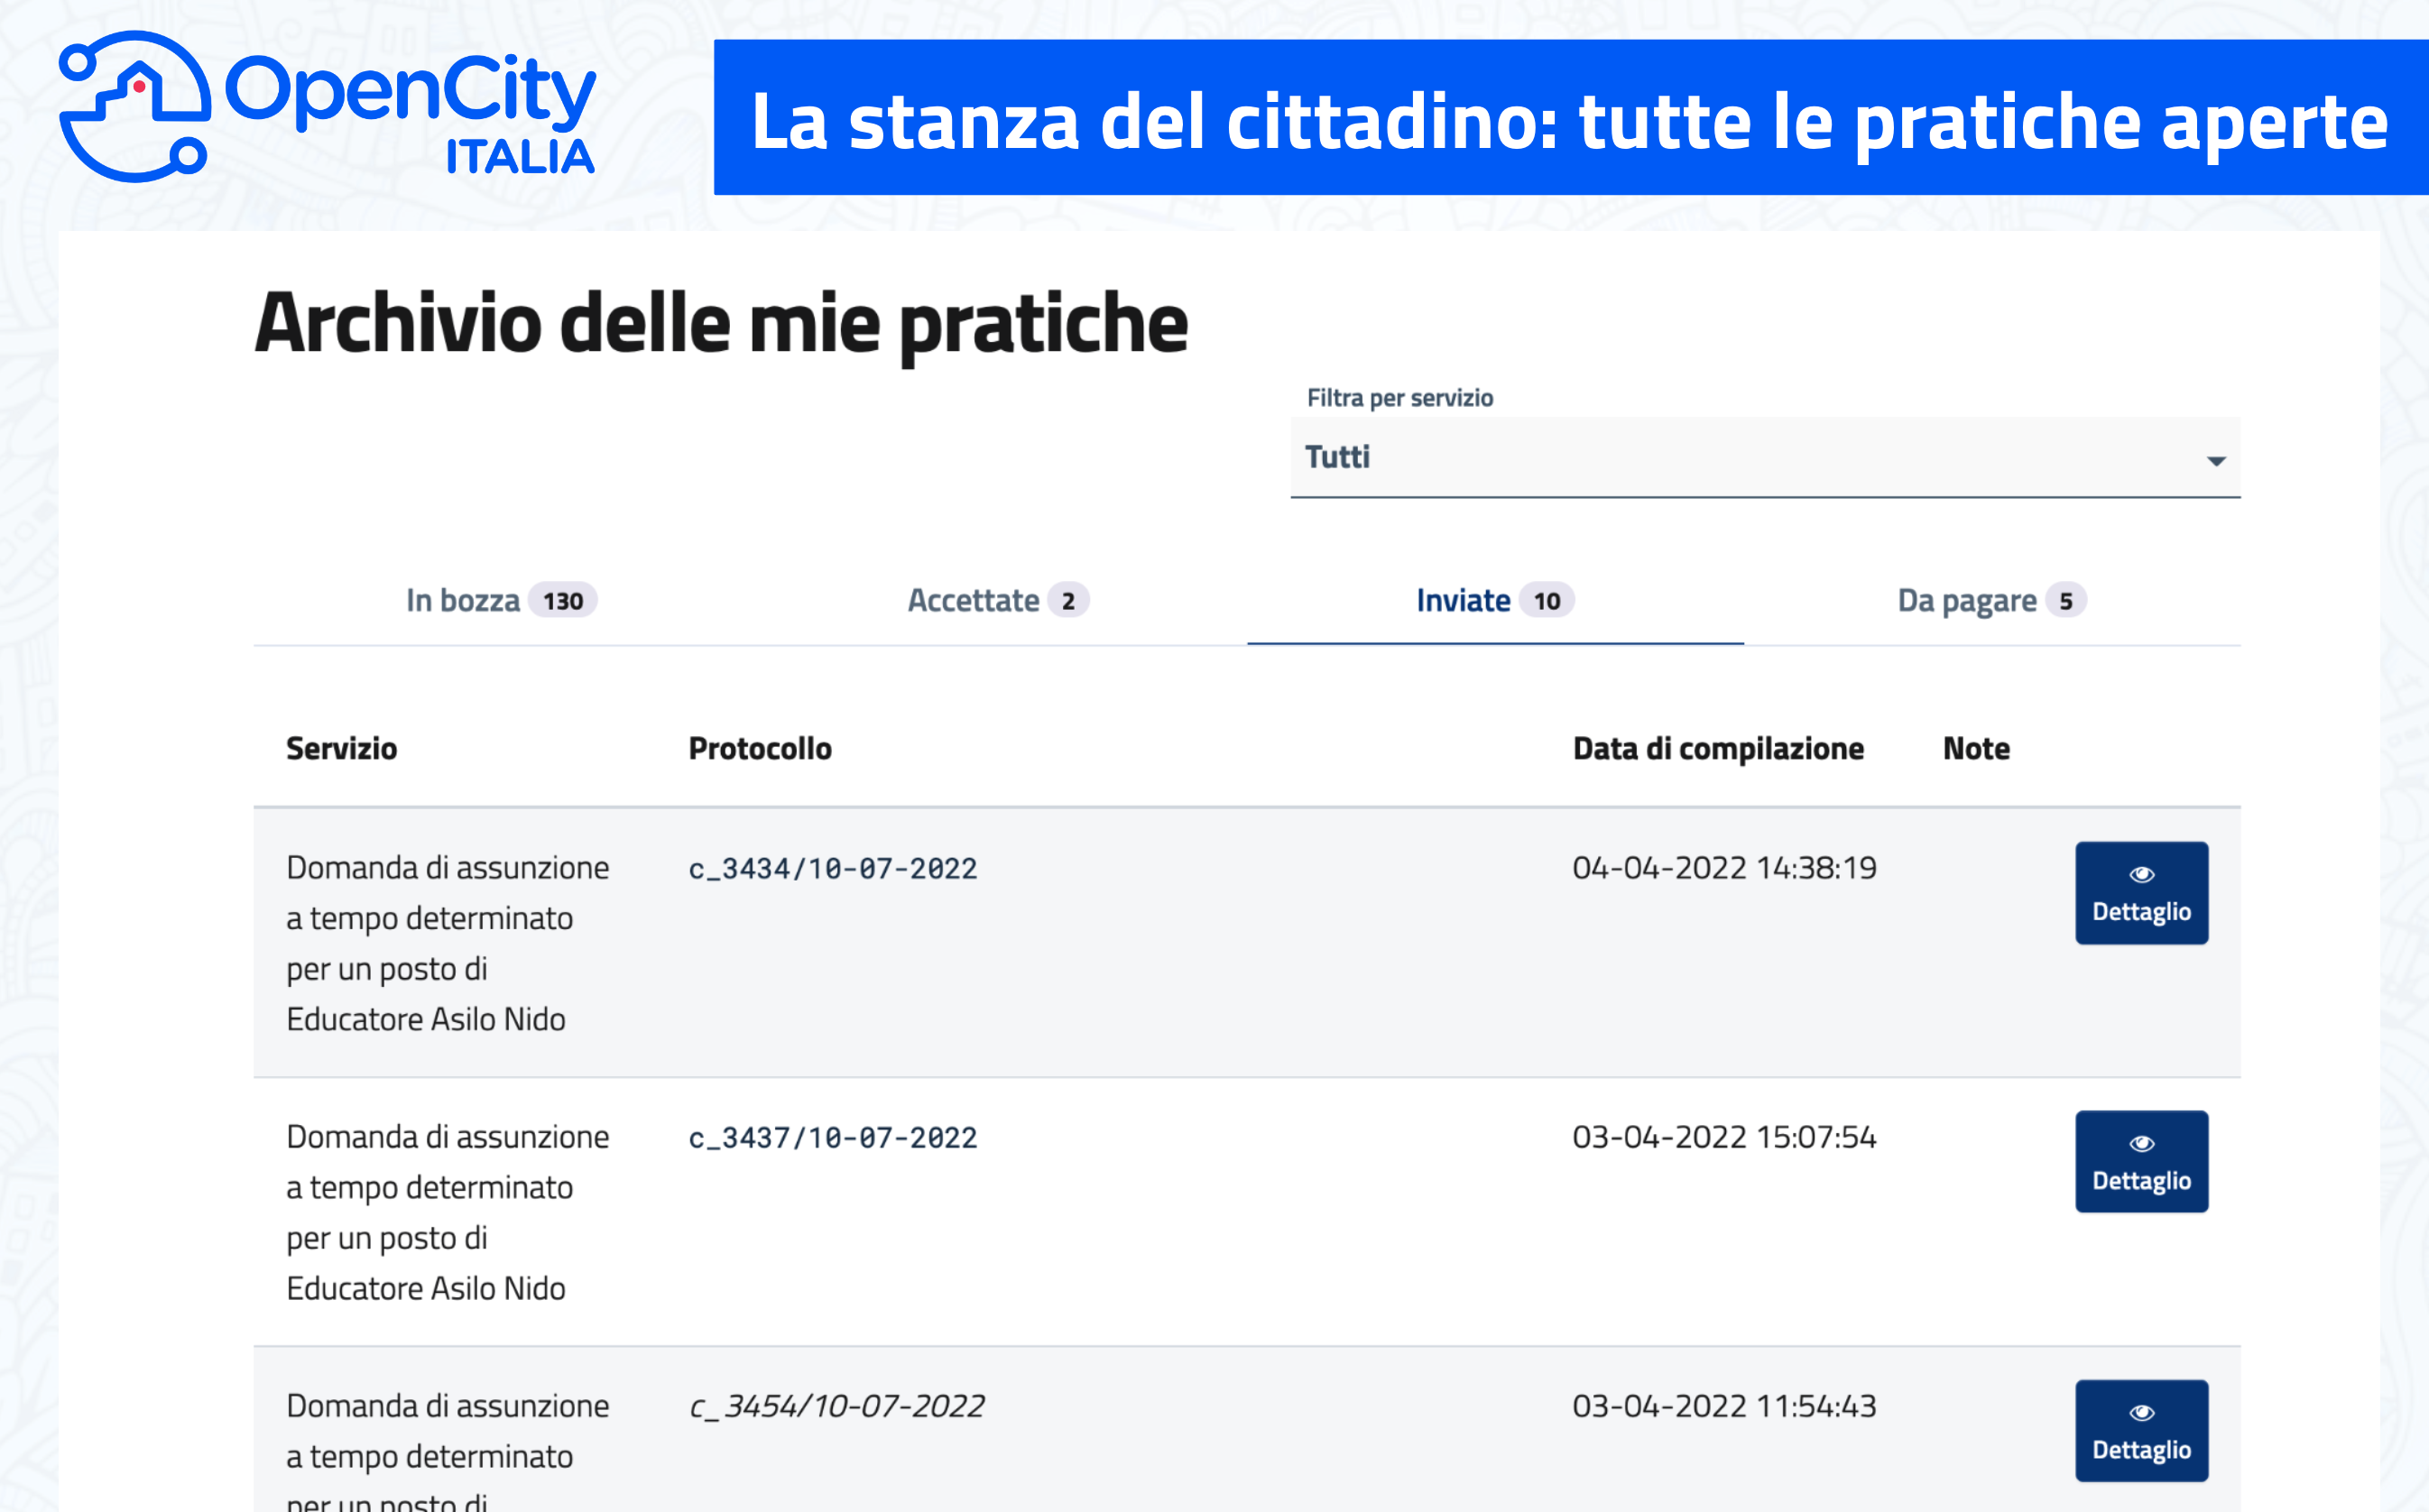 OpenCity
ITALIA
La stanza del cittadino: tutte le pratiche aperte
Archivio delle mie pratiche
Filtra per servizio
Tutti
In bozza 130 Accettate 2 Inviate 10 Da pagare 5
Servizio Protocollo Data di compilazione Note
Domanda di assunzione c_3434/10-07-2022 04-04-2022 14:38:19
a tempo determinato
per un posto di
Educatore Asilo Nido
Dettaglio
Domanda di assunzione c_3437/10-07-2022 03-04-2022 15:07:54
a tempo determinato
per un posto di
Educatore Asilo Nido
Dettaglio
Domanda di assunzione c_3454/10-07-2022 03-04-2022 11:54:43
a tempo determinato
per un posto di
Dettaglio